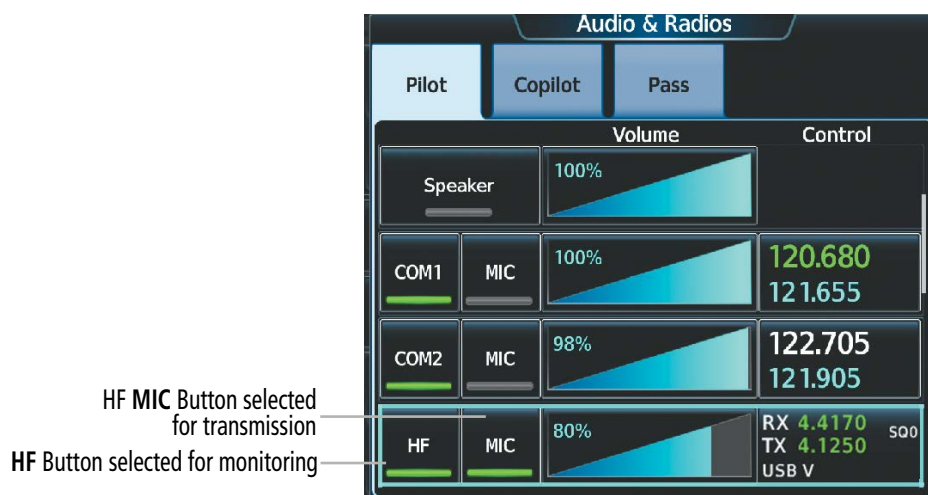 Audio & Radios
Pilot Copilot Pass
Volume Control
Speaker 100%
COM1 MIC 100% 120.680
121.655
COM2 MIC 98% 122.705
121.905
HF MIC Button selected
for transmission
HF Button selected for monitoring
HF MIC 80% RX 4.4170 SQ0
TX 4.1250
USB V